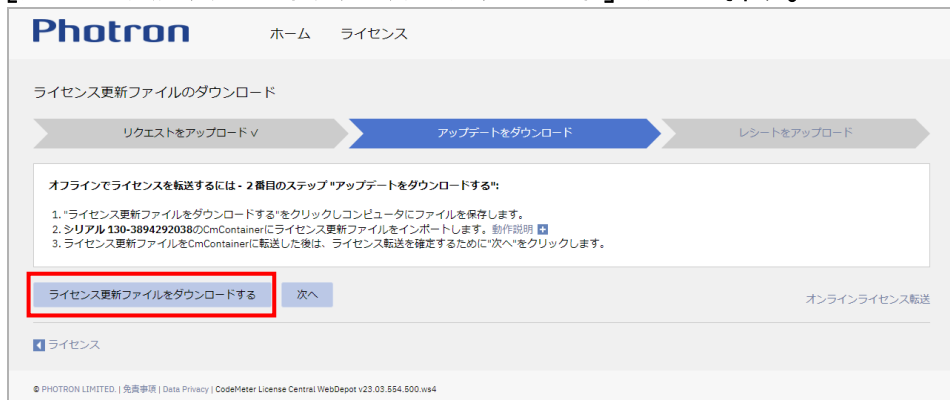 Photron
ホーム ライセンス
ライセンス更新ファイルのダウンロード
リクエストをアップロード ✓ アップデートをダウンロード レシートをアップロード
オフラインでライセンスを転送するには - 2番目のステップ "アップデートをダウンロードする":
1. "ライセンス更新ファイルをダウンロードする"をクリックしコンピュータにファイルを保存します。
2. シリアル 130-3894292038のCmContainerにライセンス更新ファイルをインポートします。動作説明 +
3. ライセンス更新ファイルをCmContainerに転送した後は、ライセンス転送を確定するために"次へ"をクリックします。
ライセンス更新ファイルをダウンロードする 次へ オンラインライセンス転送
ライセンス
© PHOTRON LIMITED. | 免責事項 | Data Privacy | CodeMeter License Central WebDepot v23.03.554.500.ws4